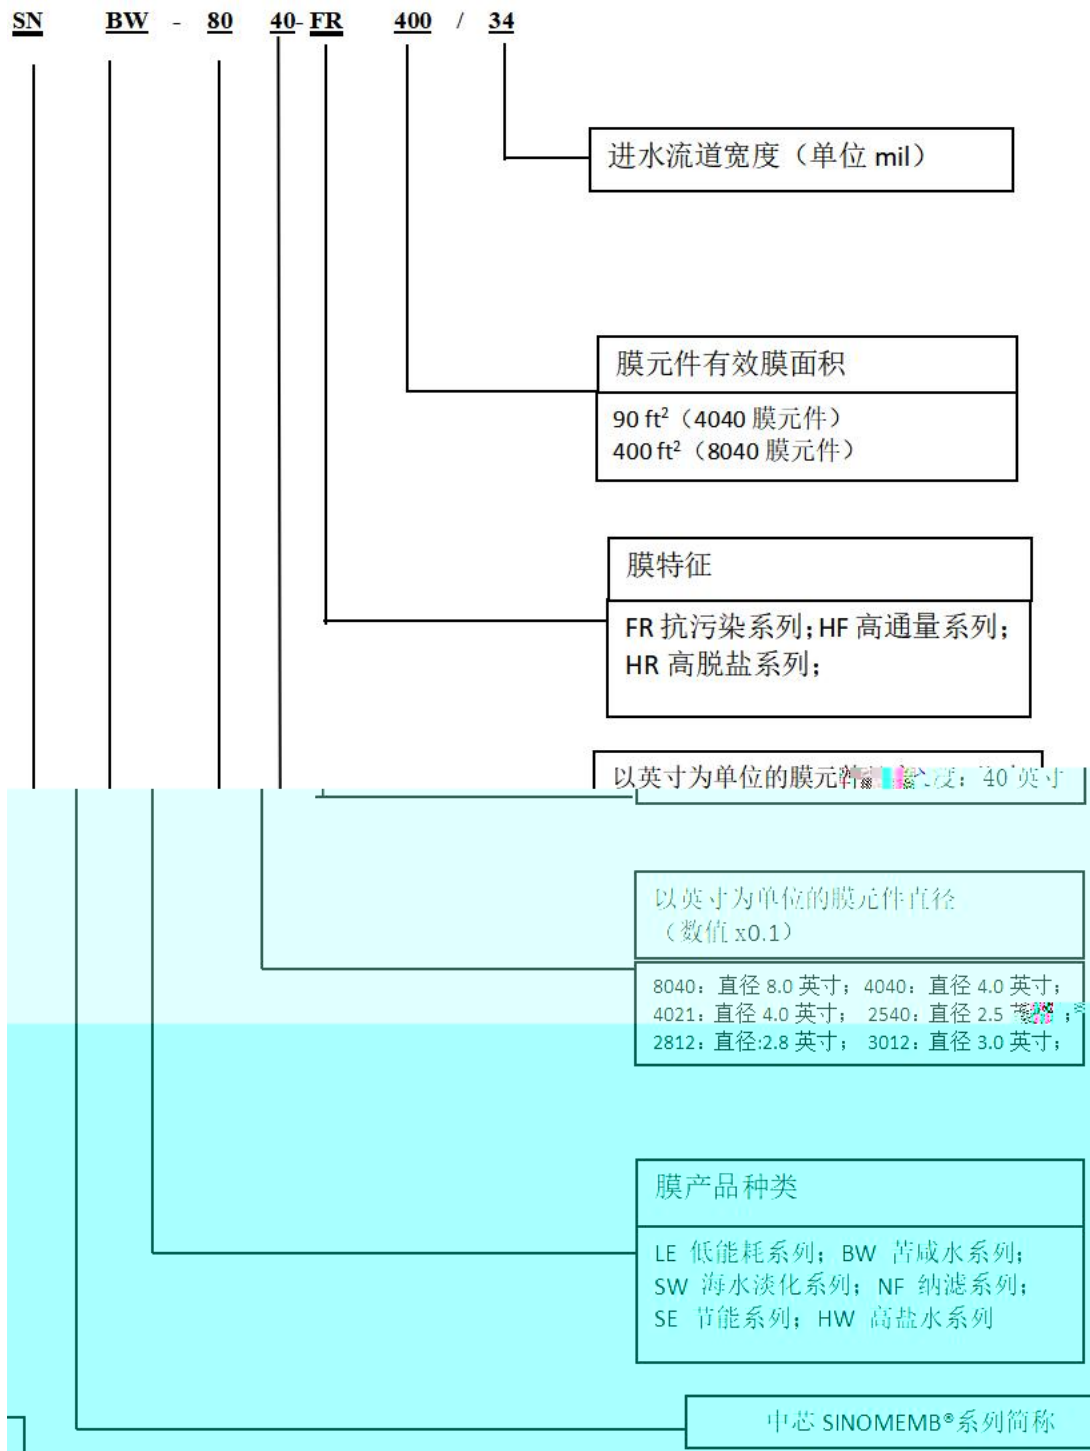 SN BW - 80 40-FR 400 / 34
进水流道宽度（单位 mil）
膜元件有效膜面积
90 ft²（4040 膜元件）
400 ft²（8040 膜元件）
膜特征
FR 抗污染系列；HF 高通量系列；
HR 高脱盐系列；
以英寸为单位的膜元 度：40 英寸
以英寸为单位的膜元件直径
（数值 x0.1）
8040：直径 8.0 英寸；4040：直径 4.0 英寸；
4021：直径 4.0 英寸； 2540：直径 2.5 ；
2812：直径:2.8 英寸； 3012：直径 3.0 英寸；
膜产品种类
LE 低能耗系列；BW 苦咸水系列；
SW 海水淡化系列；NF 纳滤系列；
SE 节能系列；HW 高盐水系列
中芯 SINOMEMB®系列简称